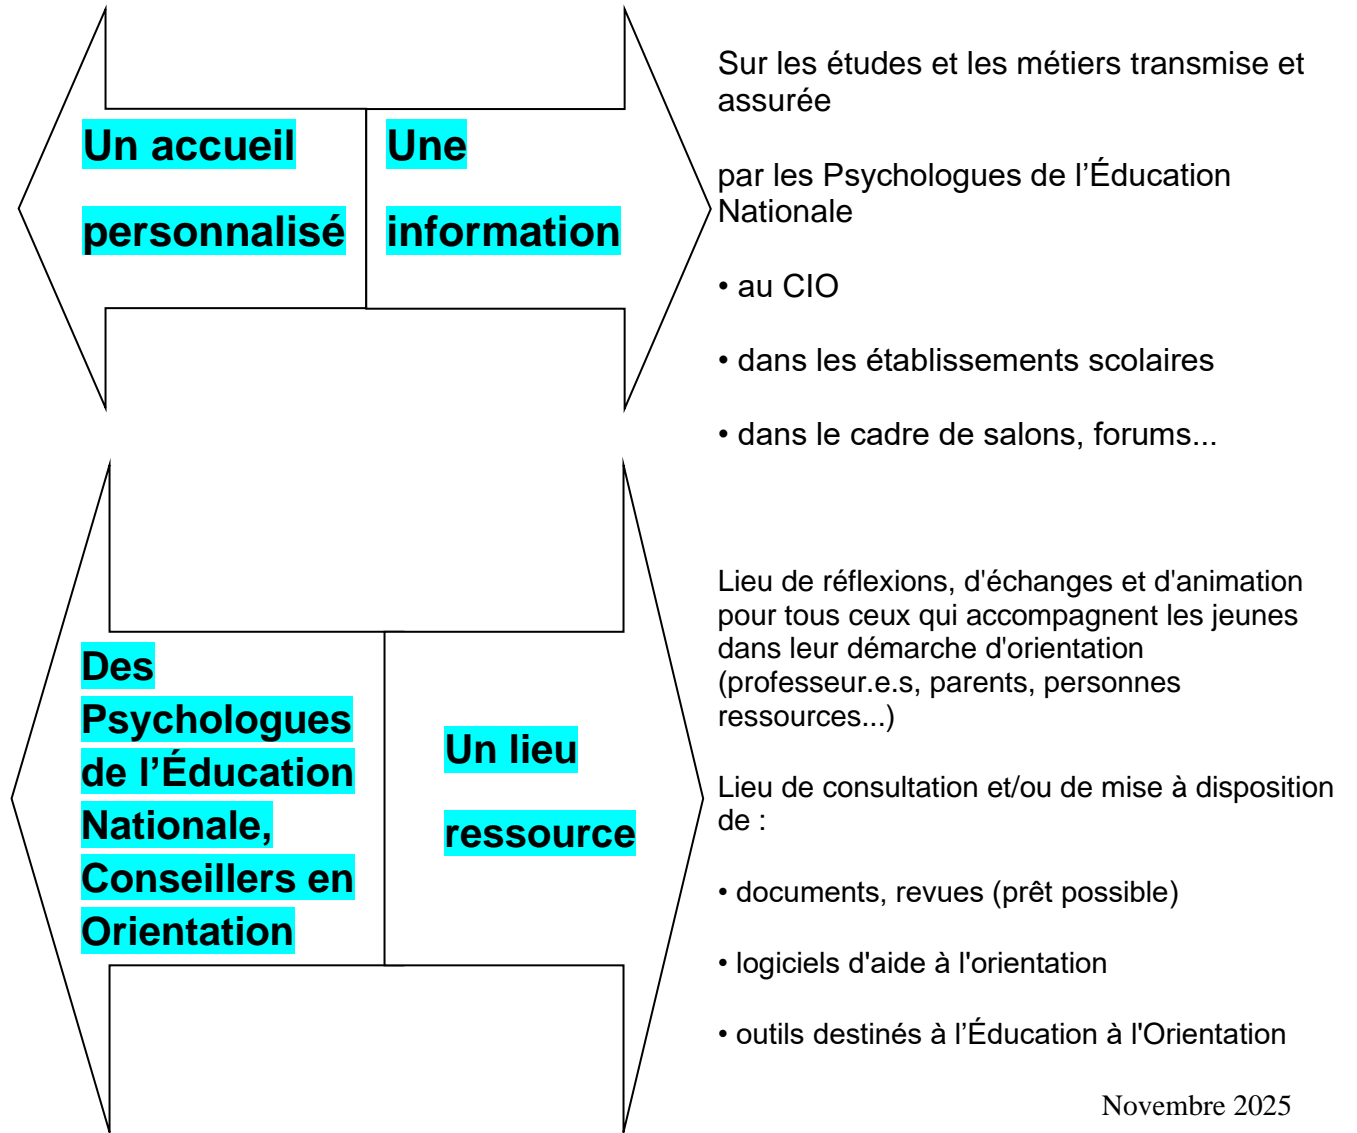 Un accueil
personnalisé
Une
information
Sur les études et les métiers transmise et
assurée
par les Psychologues de l’Éducation
Nationale
• au CIO
• dans les établissements scolaires
• dans le cadre de salons, forums...
Des
Psychologues
de l’Éducation
Nationale,
Conseillers en
Orientation
Un lieu
ressource
Lieu de réflexions, d'échanges et d'animation
pour tous ceux qui accompagnent les jeunes
dans leur démarche d'orientation
(professeur.e.s, parents, personnes
ressources...)
Lieu de consultation et/ou de mise à disposition
de :
• documents, revues (prêt possible)
• logiciels d'aide à l'orientation
• outils destinés à l’Éducation à l'Orientation
Novembre 2025